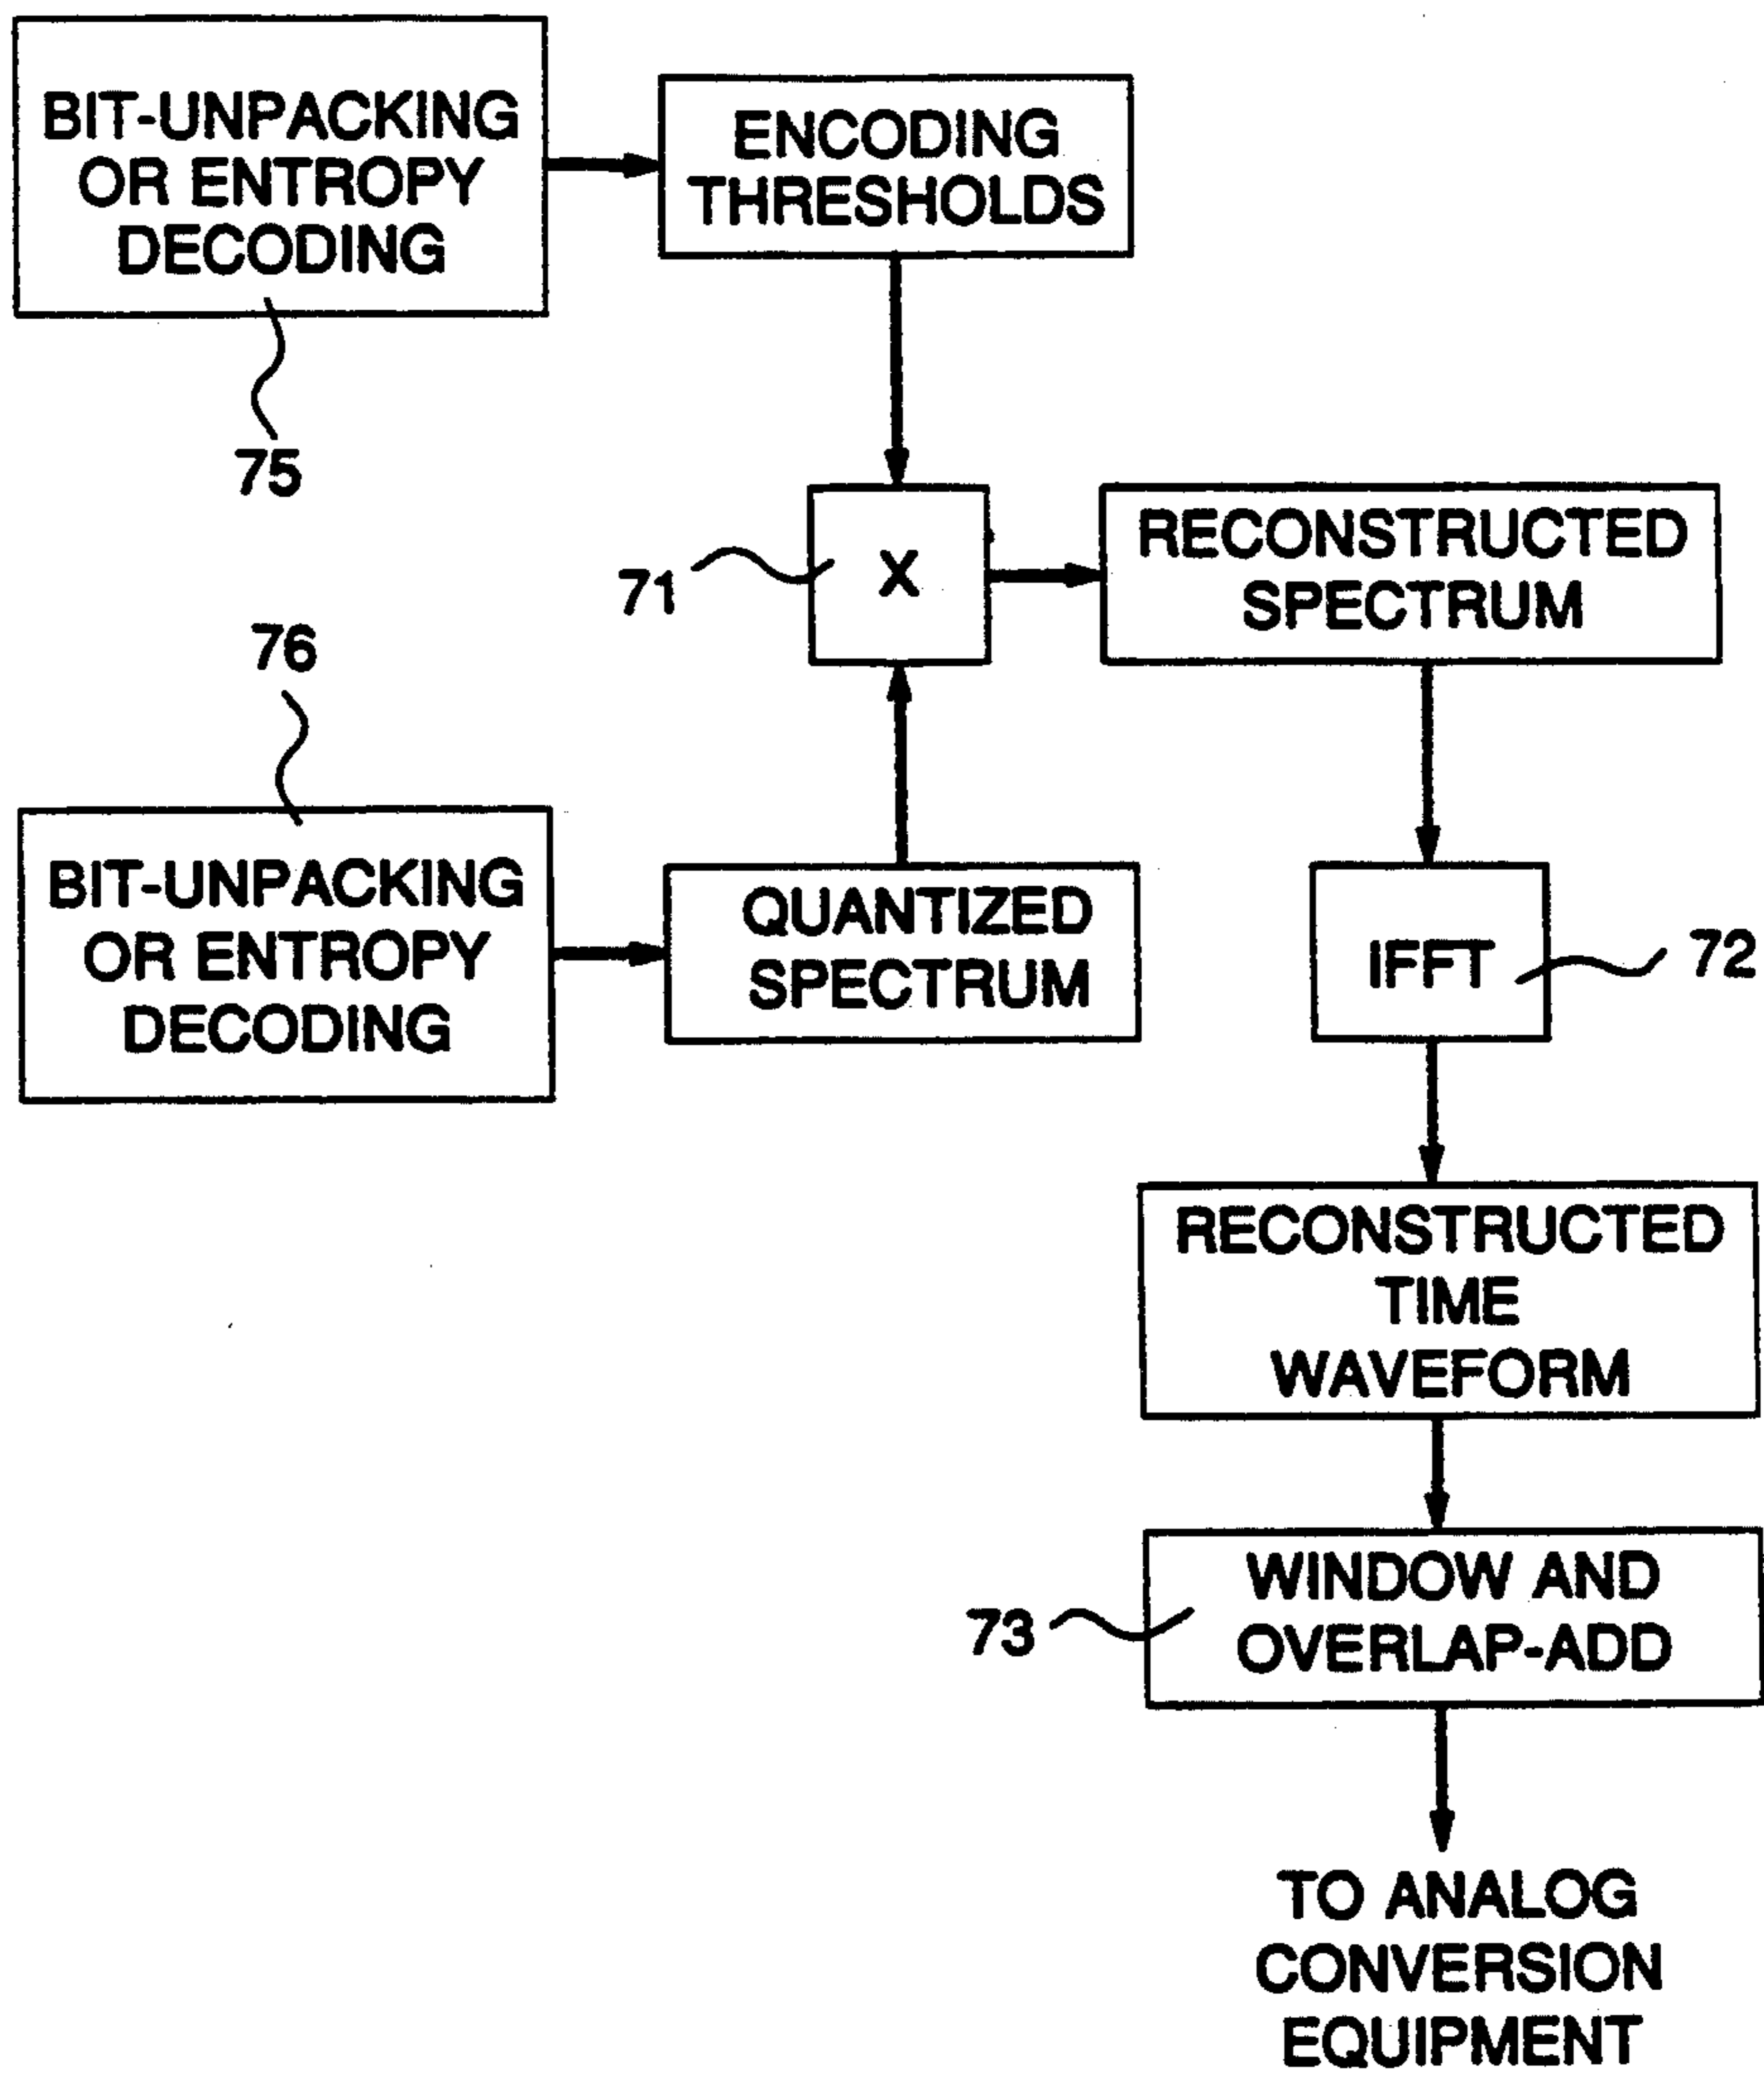 BIT-UNPACKING
OR ENTROPY
DECODING
75
ENCODING
THRESHOLDS
71
X
RECONSTRUCTED
SPECTRUM
76
BIT-UNPACKING
OR ENTROPY
DECODING
QUANTIZED
SPECTRUM
IFFT
72
RECONSTRUCTED
TIME
WAVEFORM
73
WINDOW AND
OVERLAP-ADD
TO ANALOG
CONVERSION
EQUIPMENT